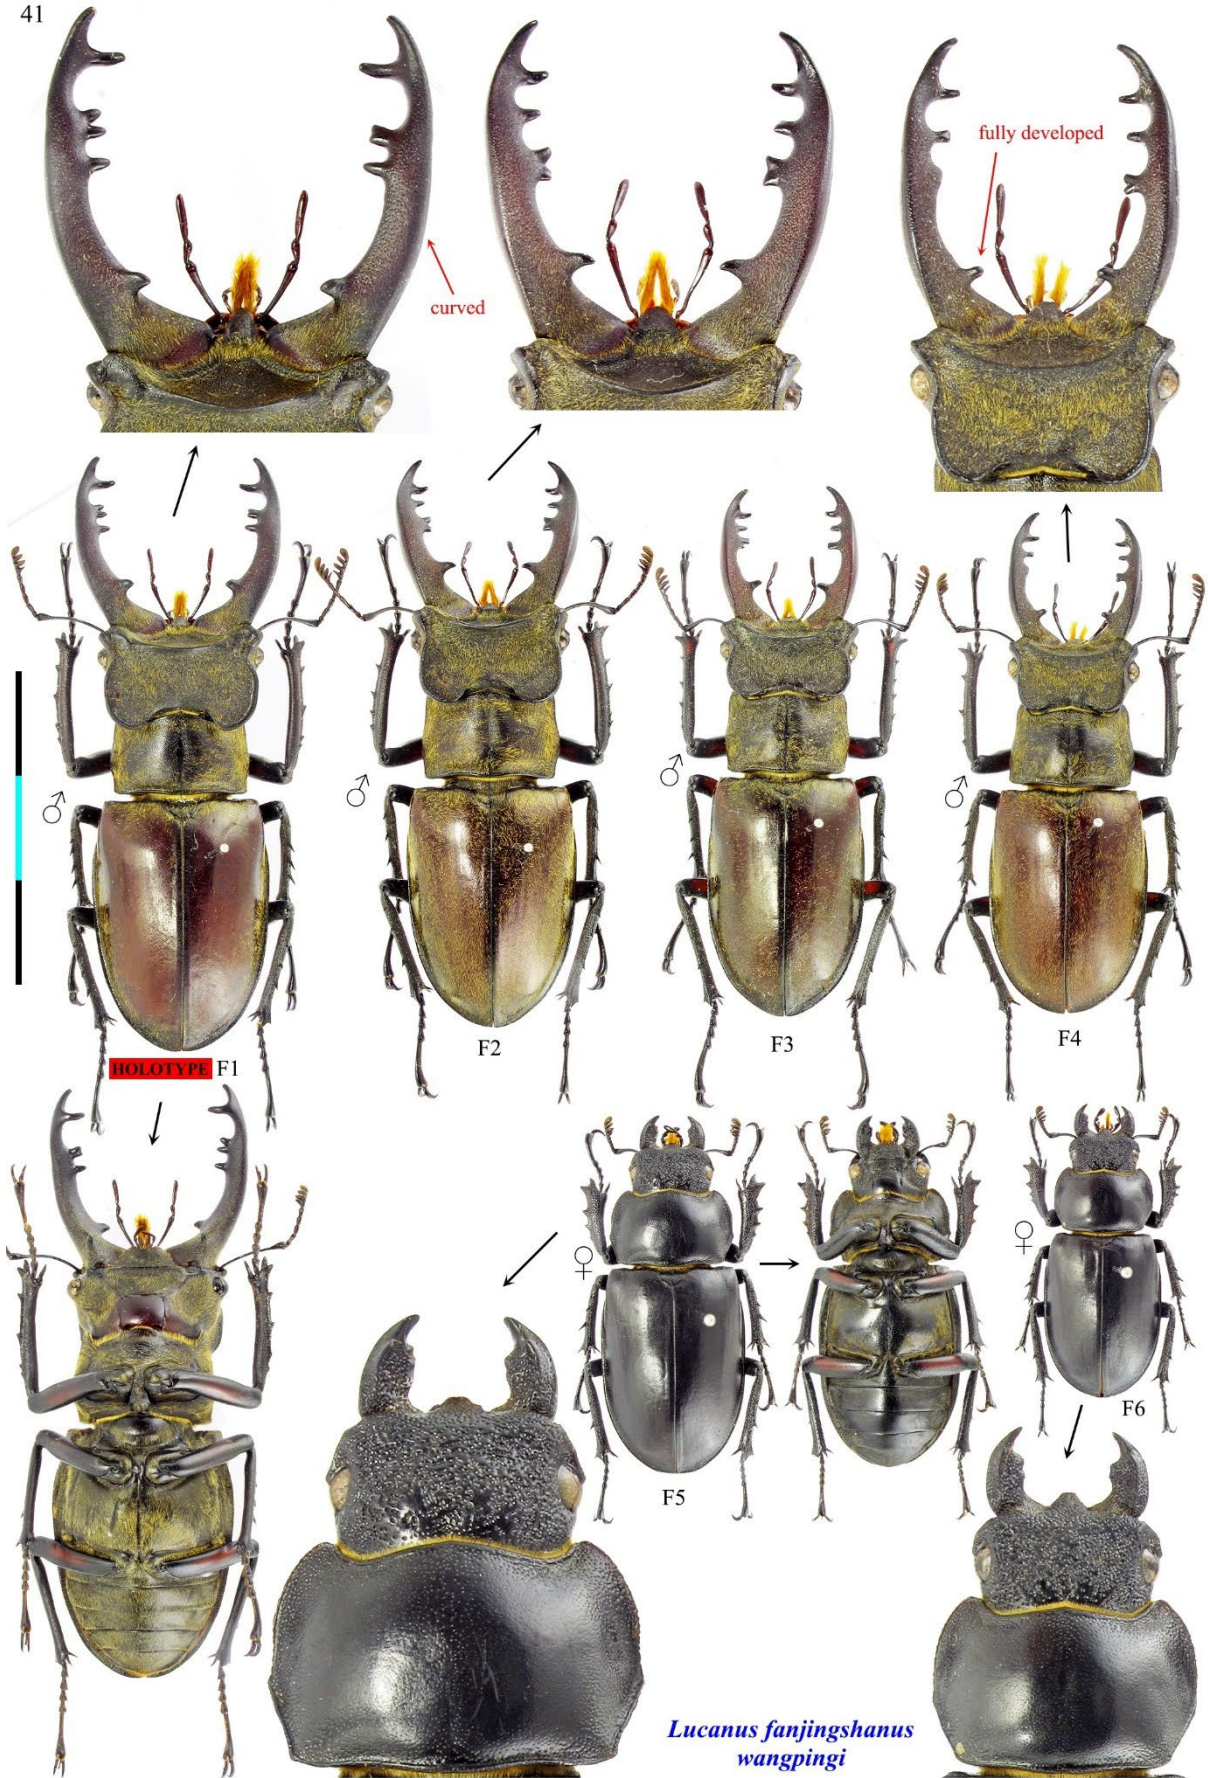 41
fully developed
curved
♂
♂
♂
♂
F1
F2
F3
F4
HOLOTYPE
♀
♀
F5
F6
Lucanus fanjingshanus
wangpingi